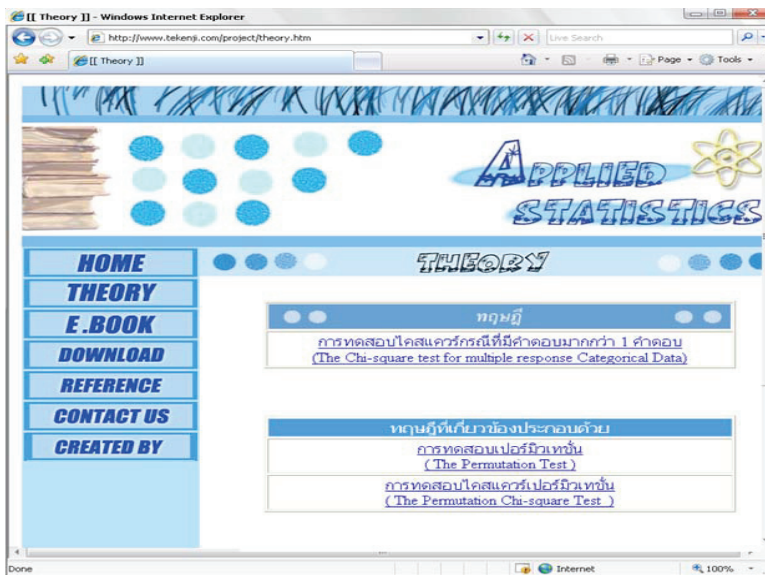 [[ Theory ]] - Windows Internet Explorer
http://www.tekenji.com/project/theory.htm
Live Search
[[ Theory ]]
Page
Tools
APPLIED
STATISTICS
HOME
THEORY
E.BOOK
DOWNLOAD
REFERENCE
CONTACT US
CREATED BY
THEORY
ทฤษฎี
การทดสอบไคสแควร์กรณีที่มีคำตอบมากกว่า 1 คำตอบ
(The Chi-square test for multiple response Categorical Data)
ทฤษฎีที่เกี่ยวข้องประกอบด้วย
การทดสอบเปอร์มิวเทชั่น
( The Permutation Test )
การทดสอบไคสแควร์เปอร์มิวเทชั่น
( The Permutation Chi-square Test )
Done
Internet
100%